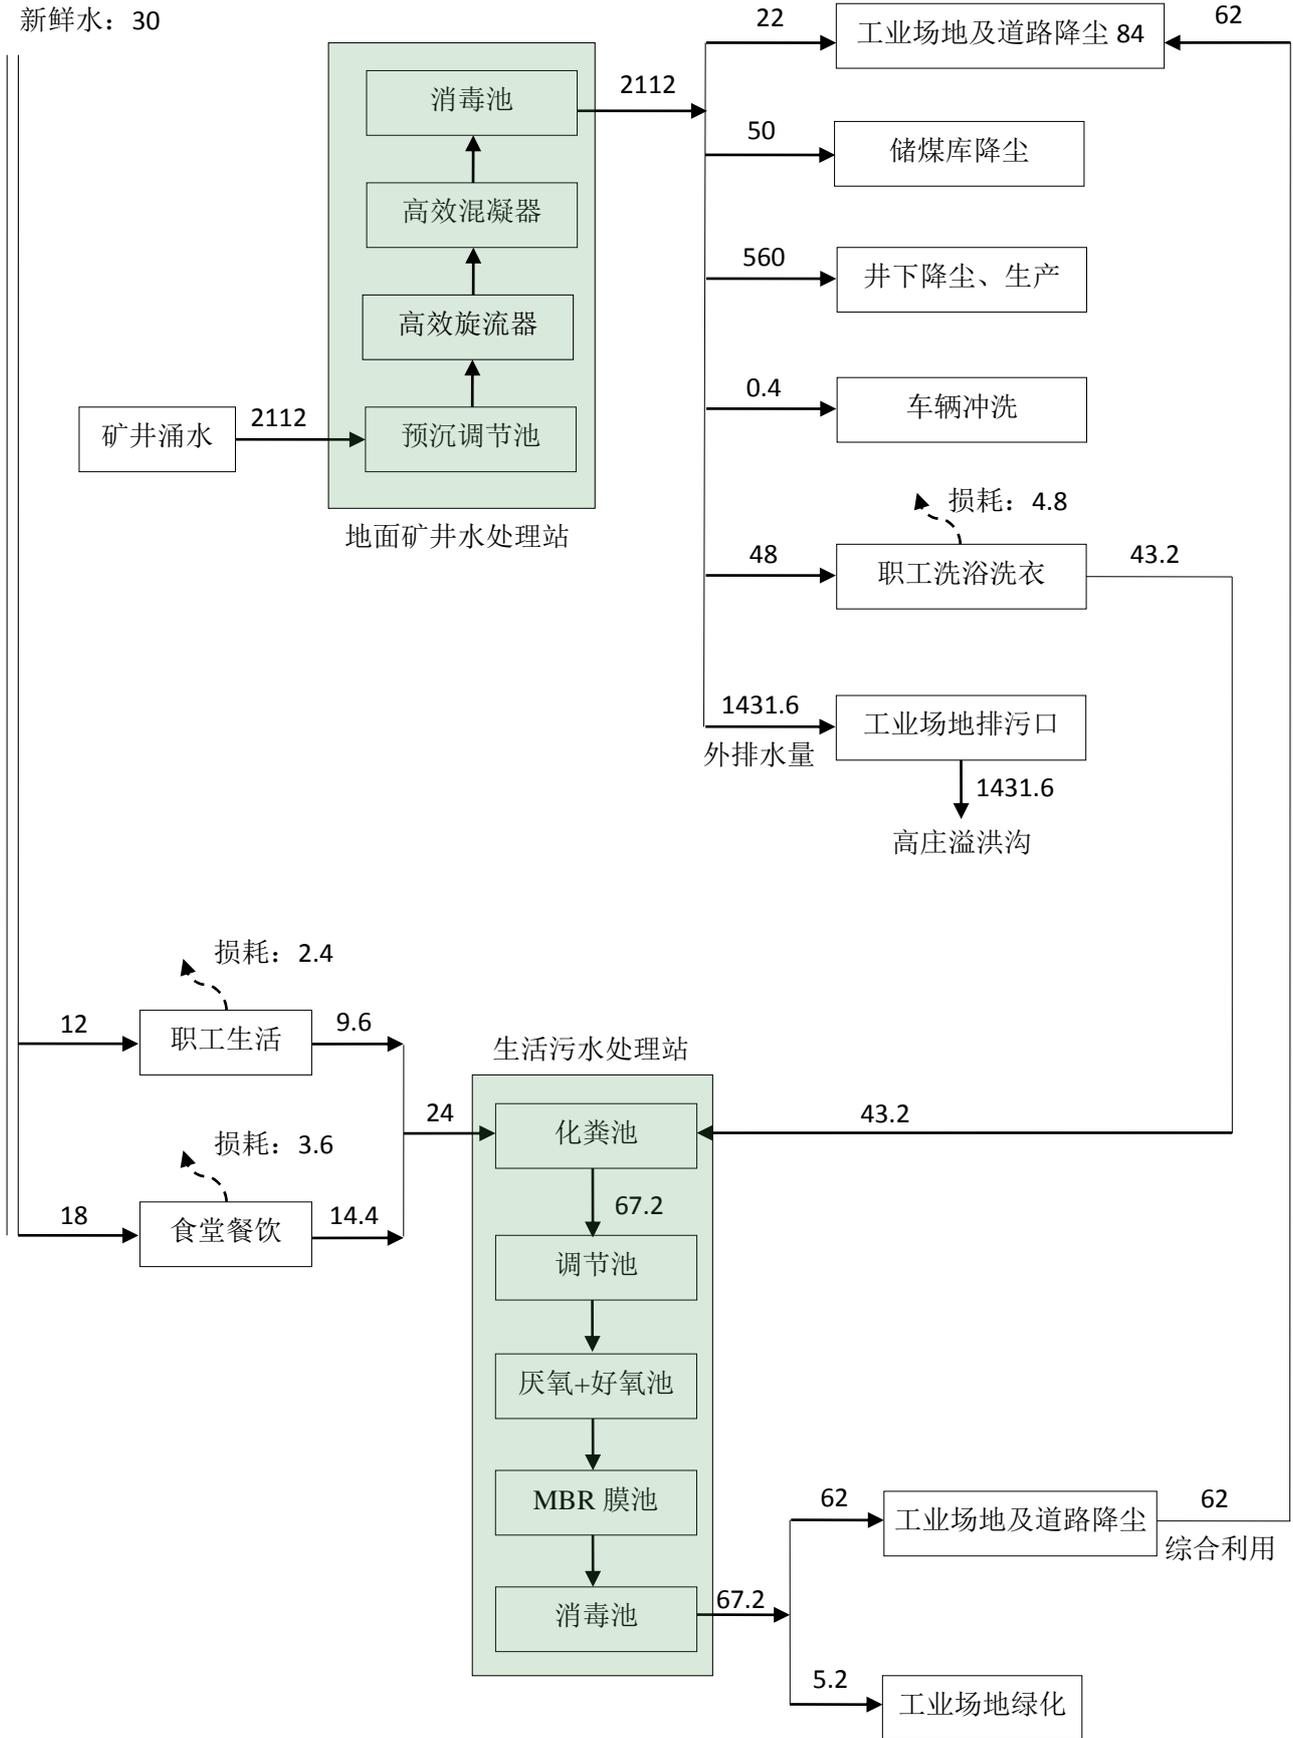 新鲜水：30
22
工业场地及道路降尘 84
62
消毒池
2112
50
储煤库降尘
高效混凝器
560
井下降尘、生产
高效旋流器
0.4
车辆冲洗
矿井涌水
2112
预沉调节池
地面矿井水处理站
损耗：4.8
48
职工洗浴洗衣
43.2
1431.6
外排水量
工业场地排污口
1431.6
高庄溢洪沟
损耗：2.4
12
职工生活
9.6
生活污水处理站
24
化粪池
43.2
损耗：3.6
18
食堂餐饮
14.4
67.2
调节池
厌氧+好氧池
MBR 膜池
62
工业场地及道路降尘
62
综合利用
消毒池
67.2
5.2
工业场地绿化